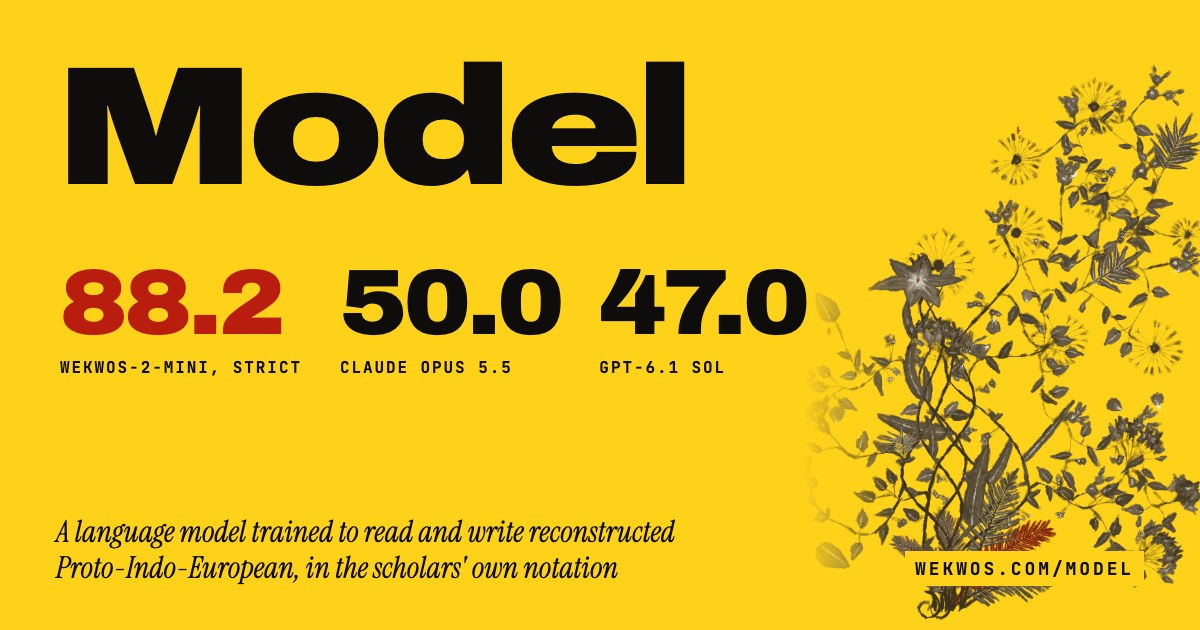 Model
88.2 50.0 47.0
WEKWOS-2-MINI, STRICT CLAUDE OPUS 5.5 GPT-6.1 SOL
A language model trained to read and write reconstructed
Proto-Indo-European, in the scholars' own notation
WEKWOS.COM/MODEL